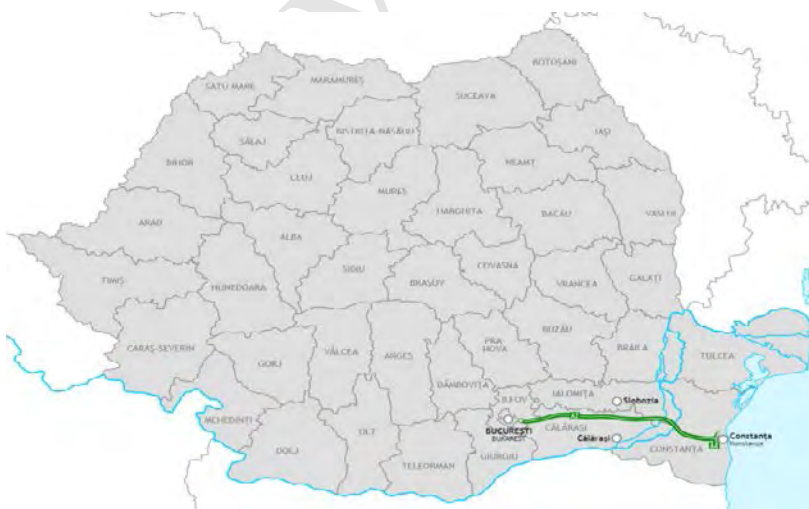 BOTOȘANI
SATU MARE
MARAMUREȘ
SUCEAVA
SĂLAJ
BISTRIȚA-NĂSĂUD
IAȘI
BIHOR
CLUJ
NEAMȚ
MUREȘ
HARGHITA
BACĂU
VASLUI
ARAD
ALBA
SIBIU
COVASNA
TIMIȘ
HUNEDOARA
BRAȘOV
VRANCEA
GALAȚI
CARAȘ-SEVERIN
GORJ
VÂLCEA
ARGEȘ
PRA-
HOVA
BUZĂU
BRĂILA
TULCEA
DÂMBOVIȚA
ILFOV
IALOMIȚA
Slobozia
MEHEDINȚI
BUCUREȘTI
BUKAREST
CĂLĂRAȘI
Călărași
Constanța
Konstanza
DOLJ
OLT
TELEORMAN
GIURGIU
CONSTANȚA